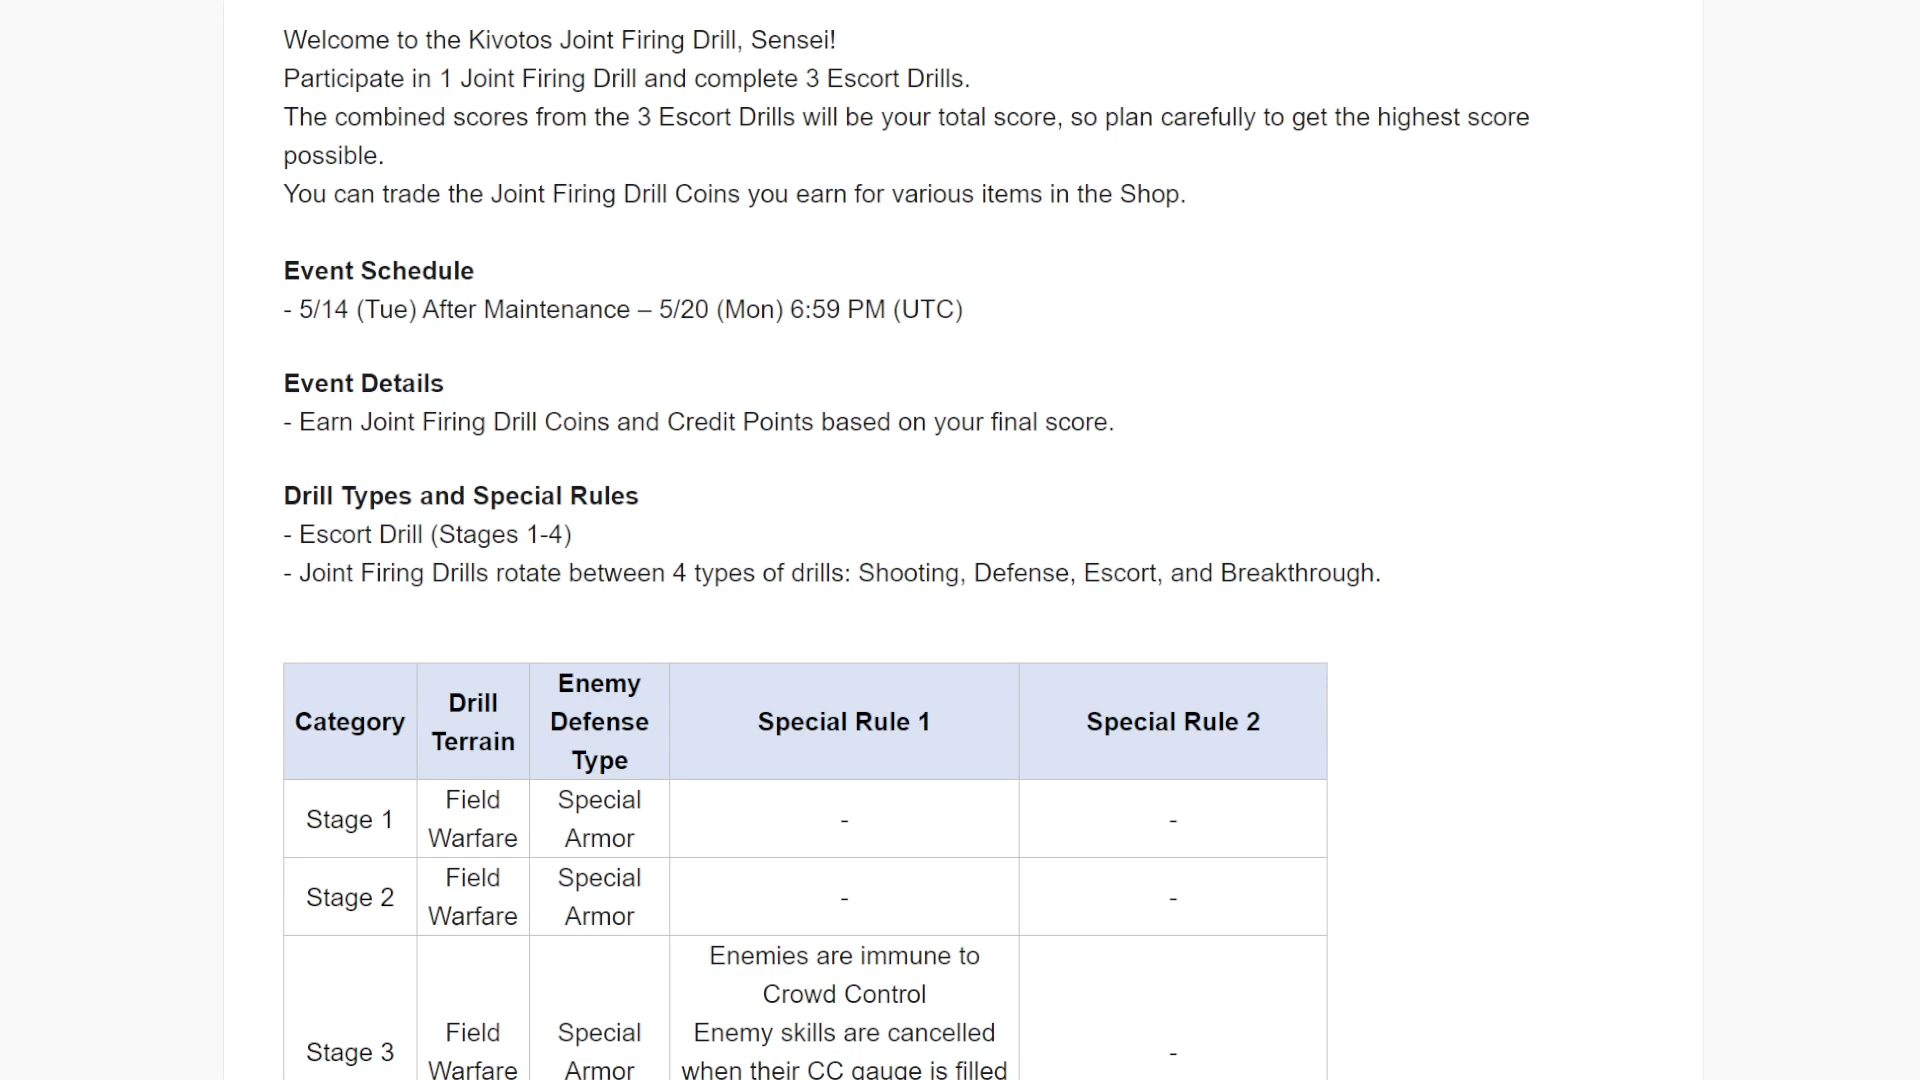 Welcome to the Kivotos Joint Firing Drill, Sensei!
Participate in 1 Joint Firing Drill and complete 3 Escort Drills.
The combined scores from the 3 Escort Drills will be your total score, so plan carefully to get the highest score
possible.
You can trade the Joint Firing Drill Coins you earn for various items in the Shop.
Event Schedule
- 5/14 (Tue) After Maintenance – 5/20 (Mon) 6:59 PM (UTC)
Event Details
- Earn Joint Firing Drill Coins and Credit Points based on your final score.
Drill Types and Special Rules
- Escort Drill (Stages 1-4)
- Joint Firing Drills rotate between 4 types of drills: Shooting, Defense, Escort, and Breakthrough.
Category
Drill
Terrain
Enemy
Defense
Type
Special Rule 1
Special Rule 2
Stage 1
Field
Warfare
Special
Armor
-
-
Stage 2
Field
Warfare
Special
Armor
-
-
Stage 3
Field
Warfare
Special
Armor
Enemies are immune to
Crowd Control
Enemy skills are cancelled
when their CC gauge is filled
-